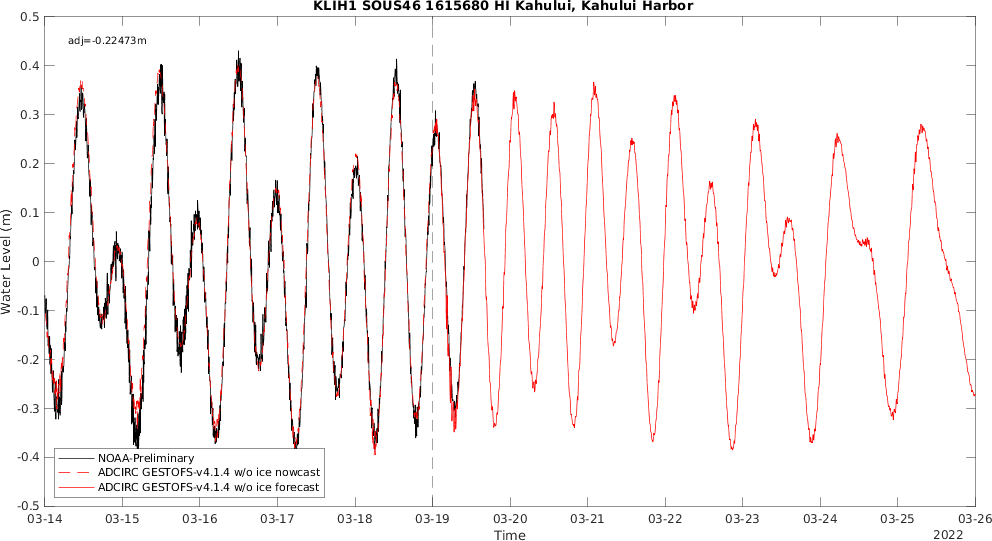 KLIH1 SOUS46 1615680 HI Kahului, Kahului Harbor
adj=-0.22473m
0.5
0.4
0.3
0.2
0.1
0
-0.1
-0.2
-0.3
-0.4
-0.5
Water Level (m)
NOAA-Preliminary
ADCIRC GESTOFS-v4.1.4 w/o ice nowcast
ADCIRC GESTOFS-v4.1.4 w/o ice forecast
03-14 03-15 03-16 03-17 03-18 03-19 03-20 03-21 03-22 03-23 03-24 03-25 03-26
Time
2022